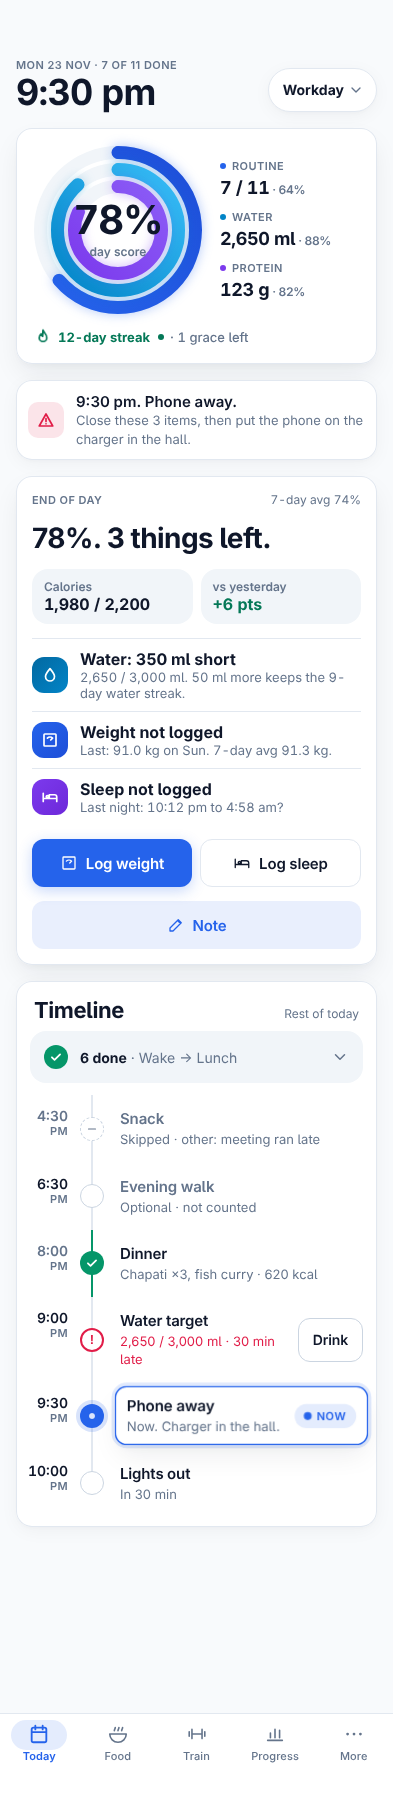 MON 23 NOV · 7 OF 11 DONE
9:30 pm
Workday
78%
day score
ROUTINE
7 / 11 · 64%
WATER
2,650 ml · 88%
PROTEIN
123 g · 82%
12-day streak · 1 grace left
9:30 pm. Phone away.
Close these 3 items, then put the phone on the
charger in the hall.
END OF DAY
7-day avg 74%
78%. 3 things left.
Calories
1,980 / 2,200
vs yesterday
+6 pts
Water: 350 ml short
2,650 / 3,000 ml. 50 ml more keeps the 9-
day water streak.
Weight not logged
Last: 91.0 kg on Sun. 7-day avg 91.3 kg.
Sleep not logged
Last night: 10:12 pm to 4:58 am?
Log weight
Log sleep
Note
Timeline
Rest of today
6 done · Wake → Lunch
4:30
PM
Snack
Skipped · other: meeting ran late
6:30
PM
Evening walk
Optional · not counted
8:00
PM
Dinner
Chapati ×3, fish curry · 620 kcal
9:00
PM
Water target
2,650 / 3,000 ml · 30 min
late
Drink
9:30
PM
Phone away
Now. Charger in the hall.
NOW
10:00
PM
Lights out
In 30 min
Today
Food
Train
Progress
More